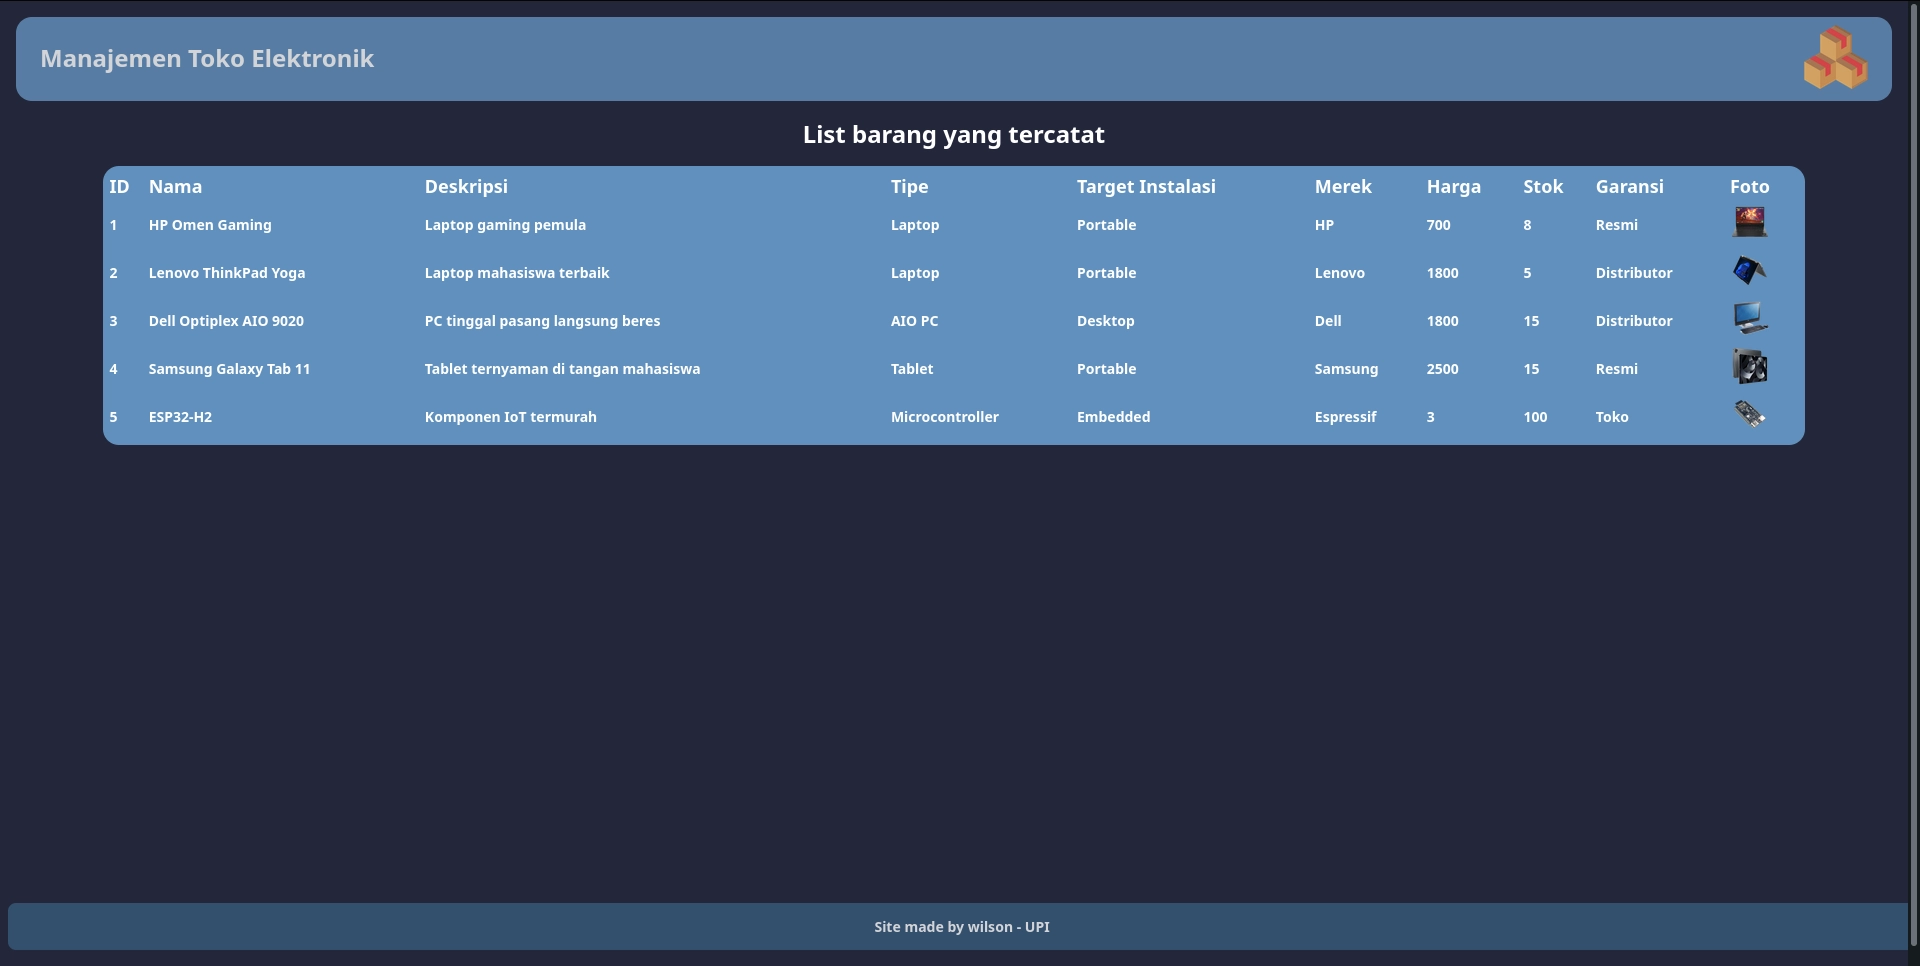 Manajemen Toko Elektronik
List barang yang tercatat
ID Nama Deskripsi Tipe Target Instalasi Merek Harga Stok Garansi Foto
1 HP Omen Gaming Laptop gaming pemula Laptop Portable HP 700 8 Resmi
2 Lenovo ThinkPad Yoga Laptop mahasiswa terbaik Laptop Portable Lenovo 1800 5 Distributor
3 Dell Optiplex AIO 9020 PC tinggal pasang langsung beres AIO PC Desktop Dell 1800 15 Distributor
4 Samsung Galaxy Tab 11 Tablet ternyaman di tangan mahasiswa Tablet Portable Samsung 2500 15 Resmi
5 ESP32-H2 Komponen IoT termurah Microcontroller Embedded Espressif 3 100 Toko
Site made by wilson - UPI